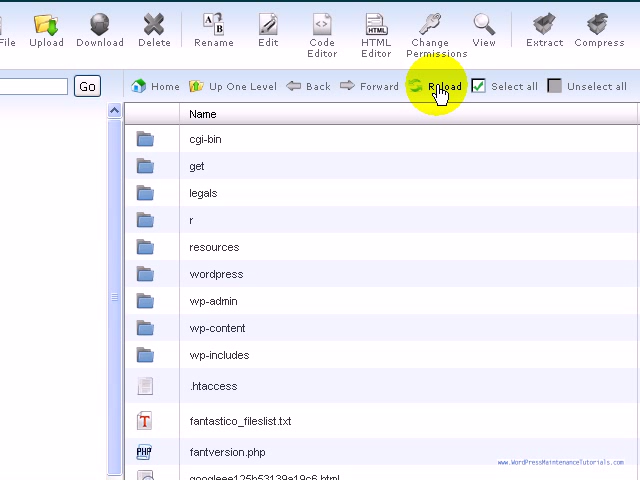 File Upload Download Delete Rename Edit Code Editor HTML Editor Change Permissions View Extract Compress
Go Home Up One Level Back Forward Reload Select all Unselect all
Name
cgi-bin
get
legals
r
resources
wordpress
wp-admin
wp-content
wp-includes
.htaccess
fantastico_fileslist.txt
fantversion.php
www.WordPressMaintenanceTutorials.com